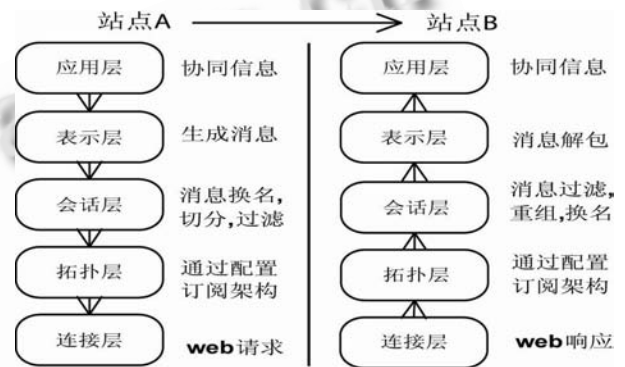 站点A 站点B
应用层 协同信息 应用层 协同信息
表示层 生成消息 表示层 消息解包
会话层 消息换名, 会话层 消息过滤,
切分,过滤 重组,换名
拓扑层 通过配置 拓扑层 通过配置
订阅架构 订阅架构
连接层 web请求 连接层 web响应